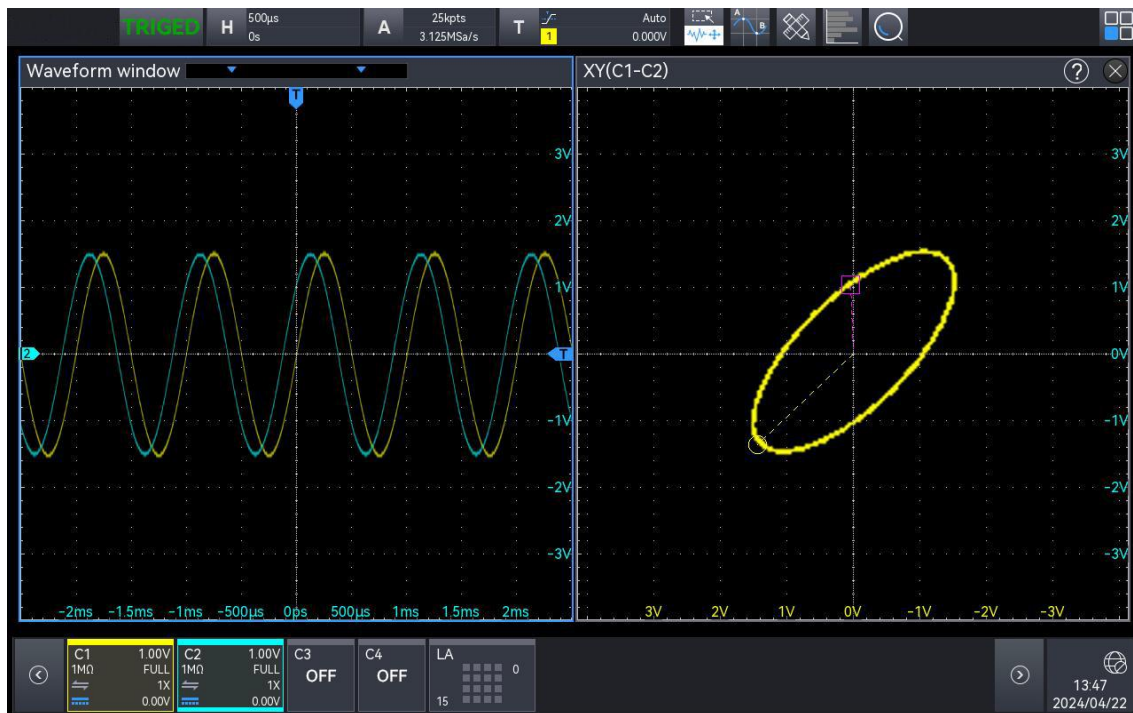 TRIGED H 500μs 0s A 25kpts 3.125MSa/s T 1 Auto 0.000V A B
Waveform window
XY(C1-C2) ?
T
3V
2V
1V
2 T
-1V
-2V
-3V
-2ms -1.5ms -1ms -500μs 0ps 500μs 1ms 1.5ms 2ms
3V
2V
1V
0V
-1V
-2V
-3V
3V 2V 1V 0V -1V -2V -3V
C1 1.00V
1MΩ FULL
1X
0.00V
C2 1.00V
1MΩ FULL
1X
0.00V
C3
OFF
C4
OFF
LA
0
15
13:47
2024/04/22